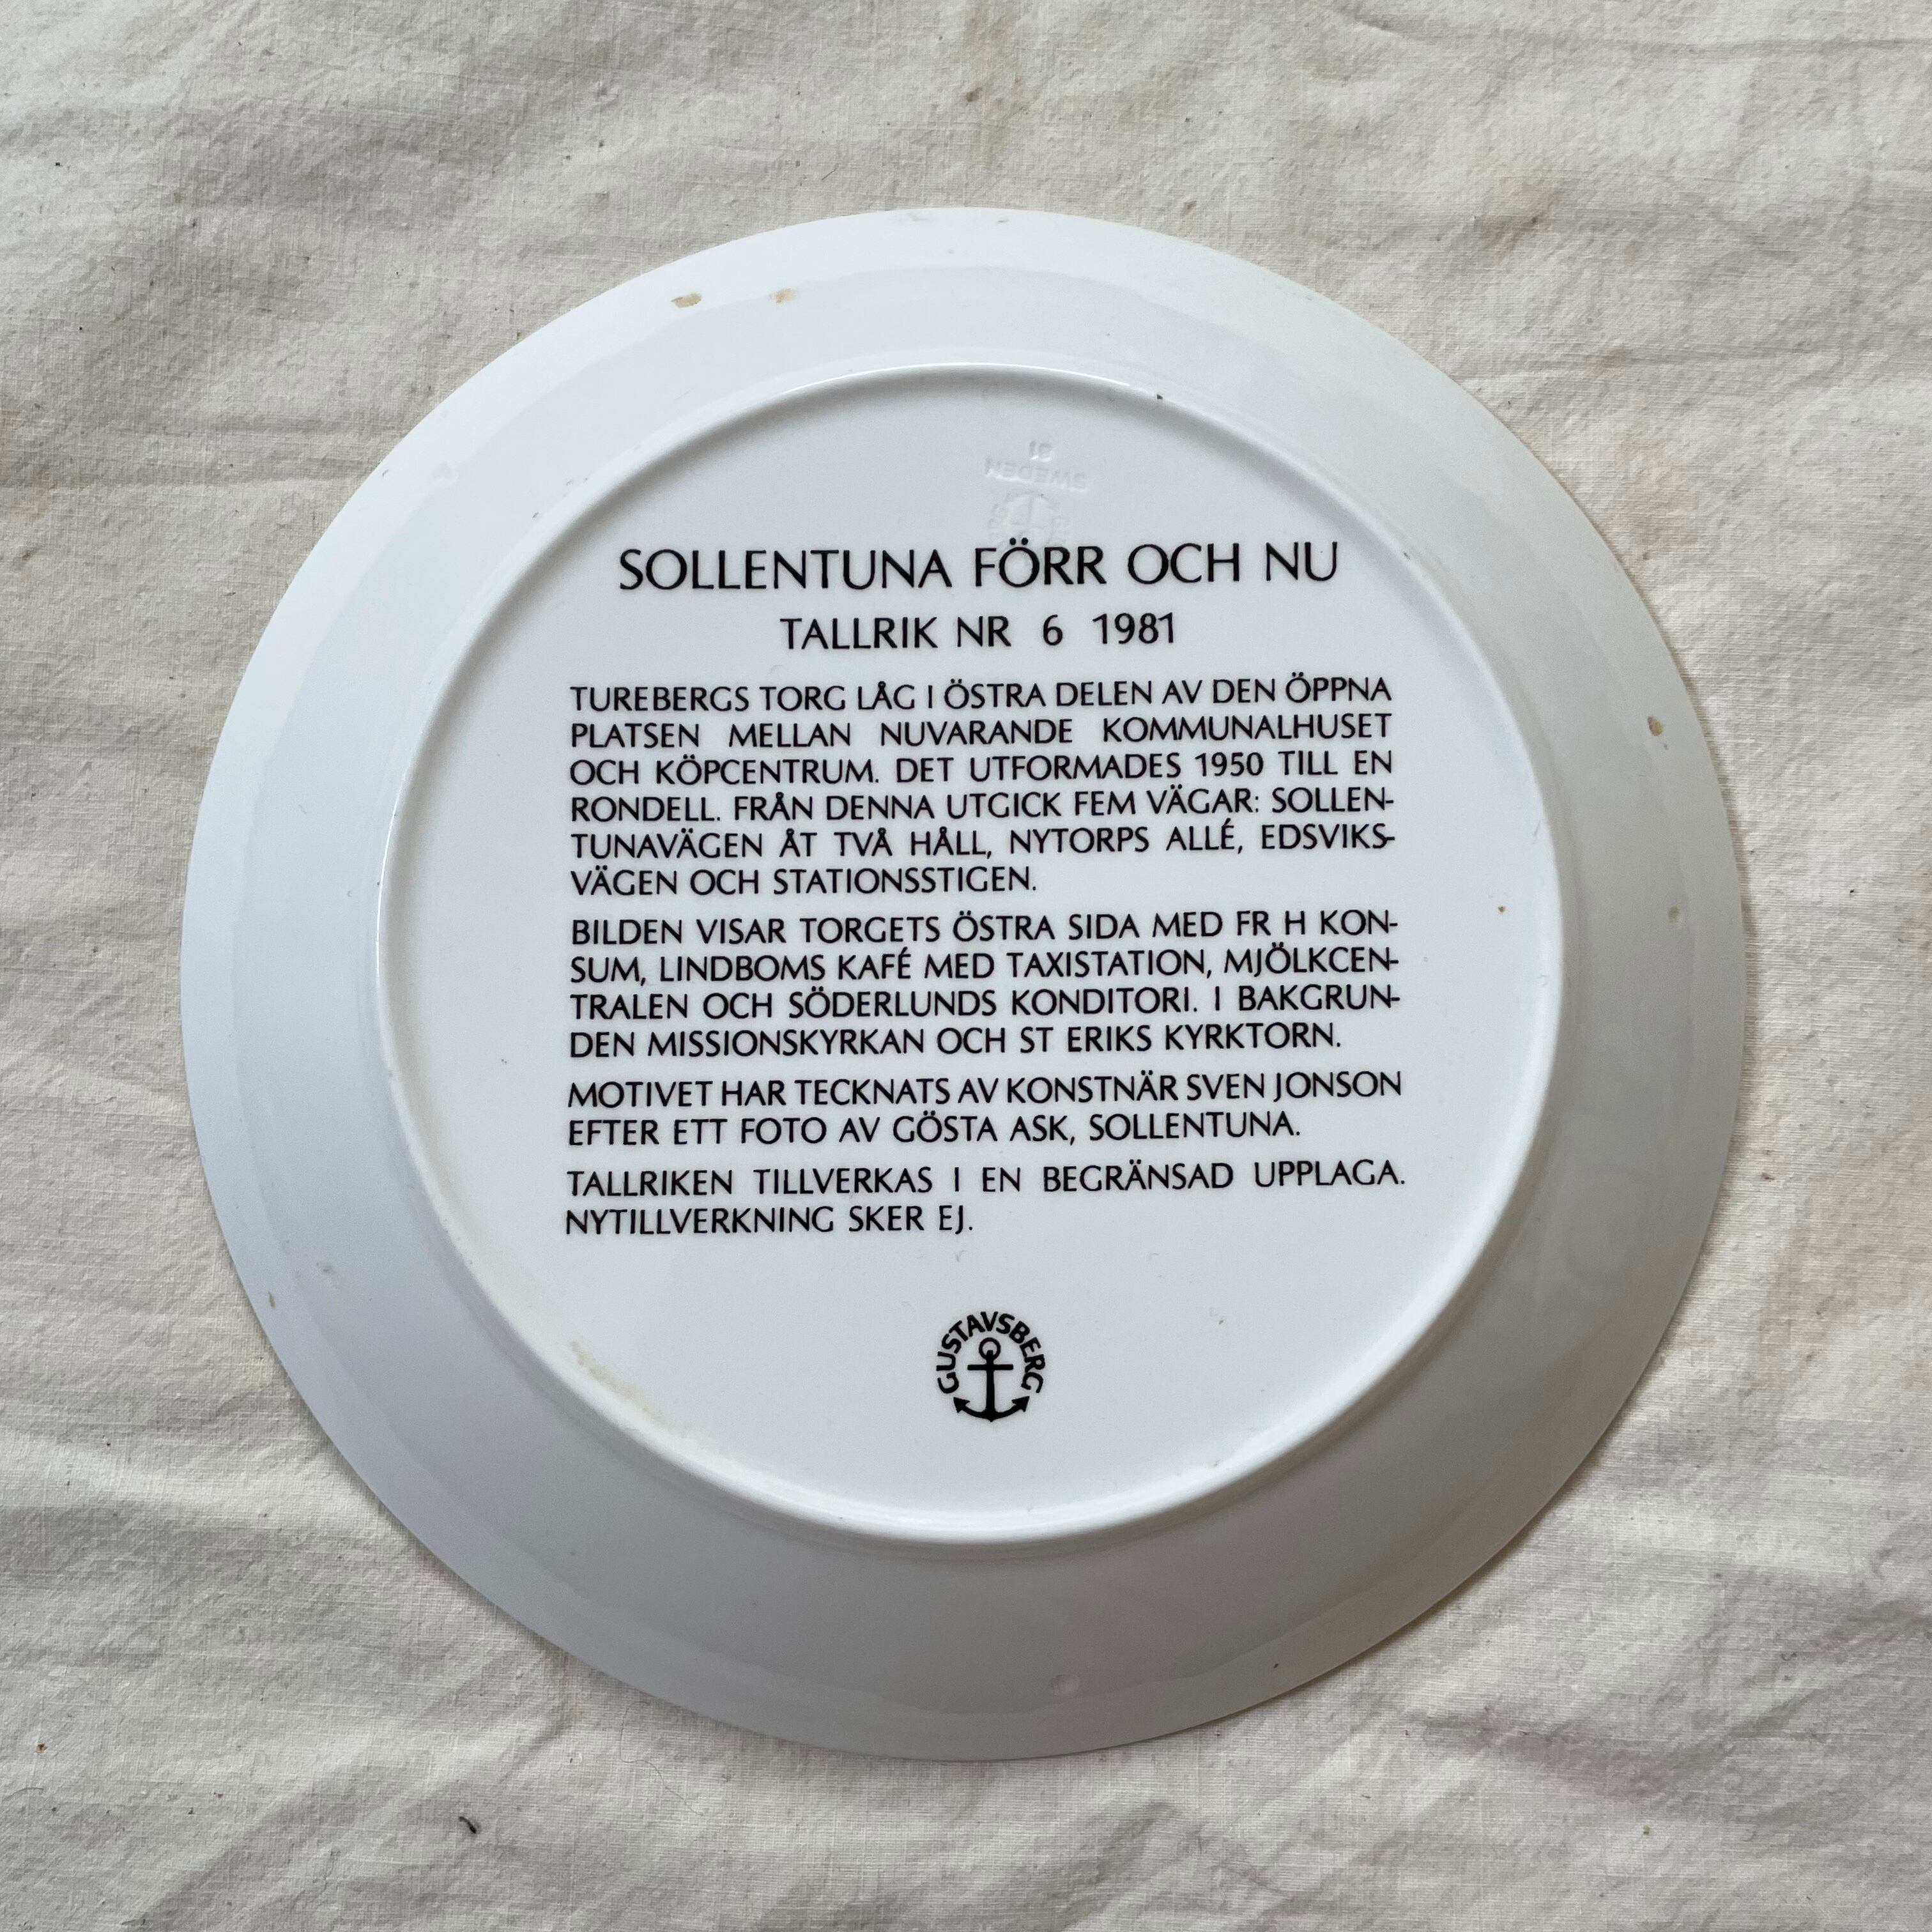 81
SWEDEN
SOLLENTUNA FÖRR OCH NU
TALLRIK NR 6 1981
TUREBERGS TORG LÅG I ÖSTRA DELEN AV DEN ÖPPNA
PLATSEN MELLAN NUVARANDE KOMMUNALHUSET
OCH KÖPCENTRUM. DET UTFORMADES 1950 TILL EN
RONDELL. FRÅN DENNA UTGICK FEM VÄGAR: SOLLEN-
TUNAVÄGEN ÅT TVÅ HÅLL, NYTORPS ALLÉ, EDSVIKS-
VÄGEN OCH STATIONSSTIGEN.
BILDEN VISAR TORGETS ÖSTRA SIDA MED FR H KON-
SUM, LINDBOMS KAFÉ MED TAXISTATION, MJÖLKCEN-
TRALEN OCH SÖDERLUNDS KONDITORI. I BAKGRUN-
DEN MISSIONSKYRKAN OCH ST ERIKS KYRKTORN.
MOTIVET HAR TECKNATS AV KONSTNÄR SVEN JONSON
EFTER ETT FOTO AV GÖSTA ASK, SOLLENTUNA.
TALLRIKEN TILLVERKAS I EN BEGRÄNSAD UPPLAGA.
NYTILLVERKNING SKER EJ.
GUSTAVSBERG